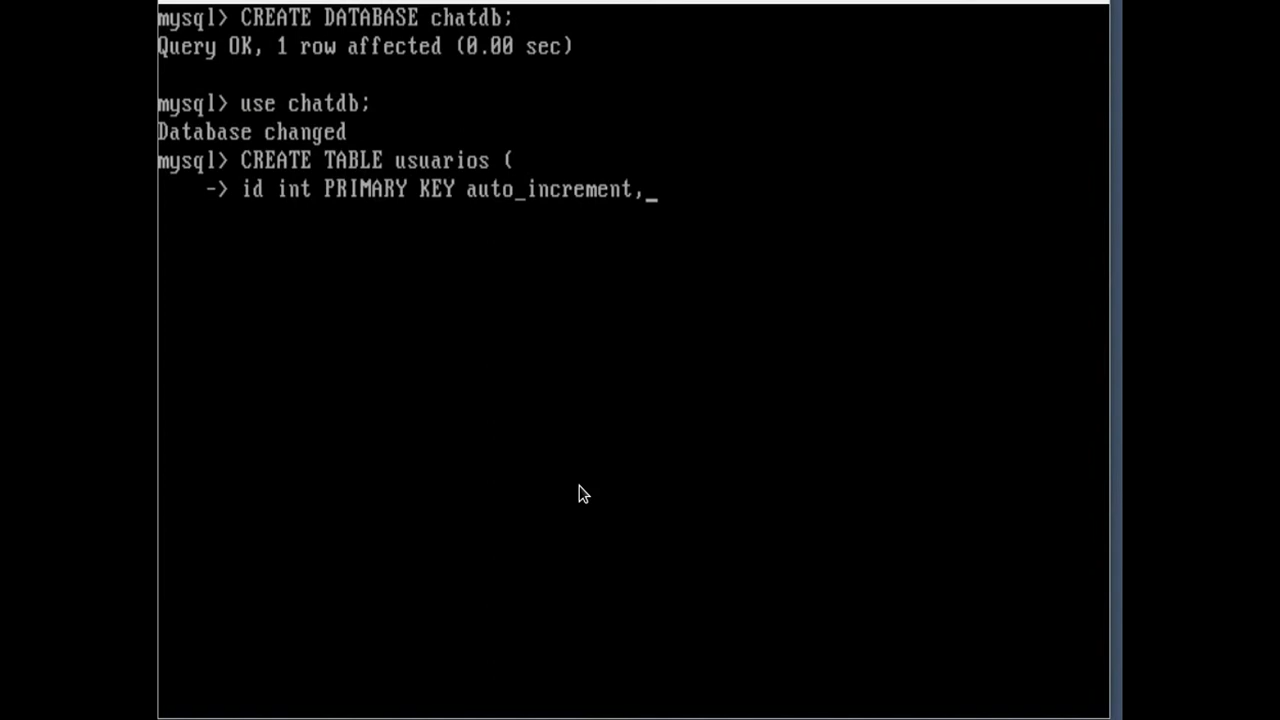 mysql> CREATE DATABASE chatdb;
Query OK, 1 row affected (0.00 sec)
mysql> use chatdb;
Database changed
mysql> CREATE TABLE usuarios (
    -> id int PRIMARY KEY auto_increment,_